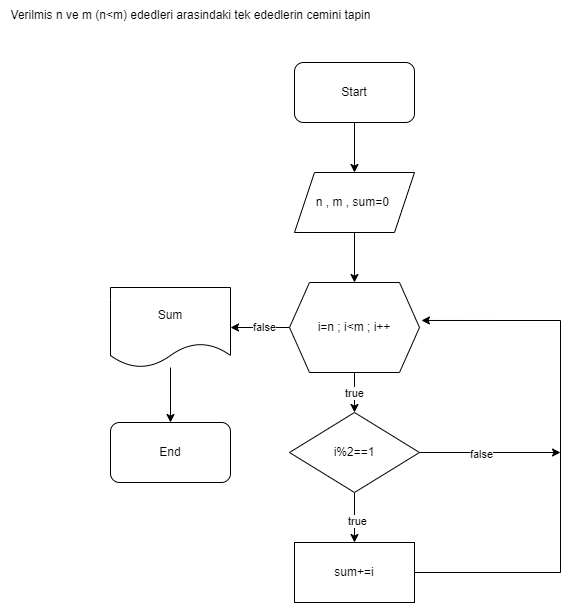 Verilmis n ve m (n<m) ededleri arasindaki tek ededlerin cemini tapin
Start
n , m , sum=0
i=n ; i<m ; i++
false
Sum
true
End
i%2==1
false
true
sum+=i